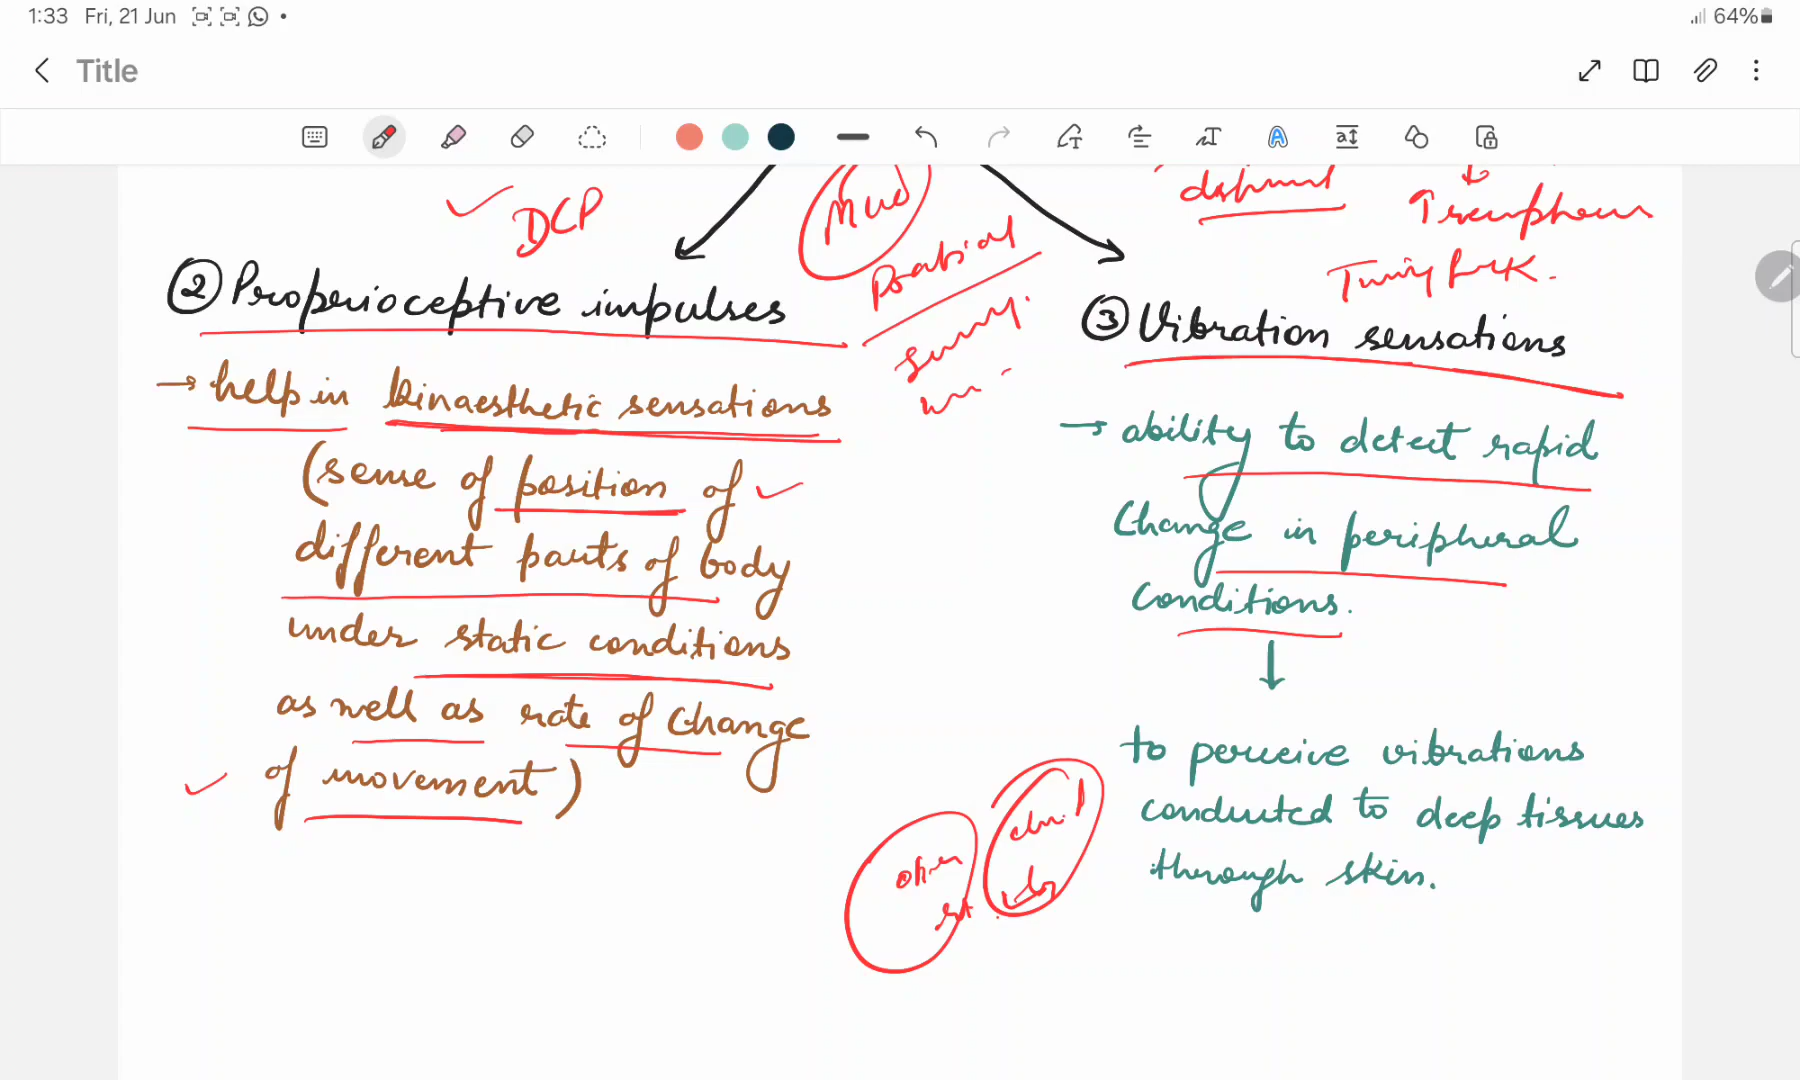 1:33 Fri, 21 Jun
64%
Title
DCP
② Properioceptive impulses
→ help in kinaesthetic sensations
(sense of position of
different parts of body
under static conditions
as well as rate of change
of movement)
Tuning fork.
③ Vibration sensations
→ ability to detect rapid
change in peripheral
conditions.
↓
to perceive vibrations
conducted to deep tissues
through skin.